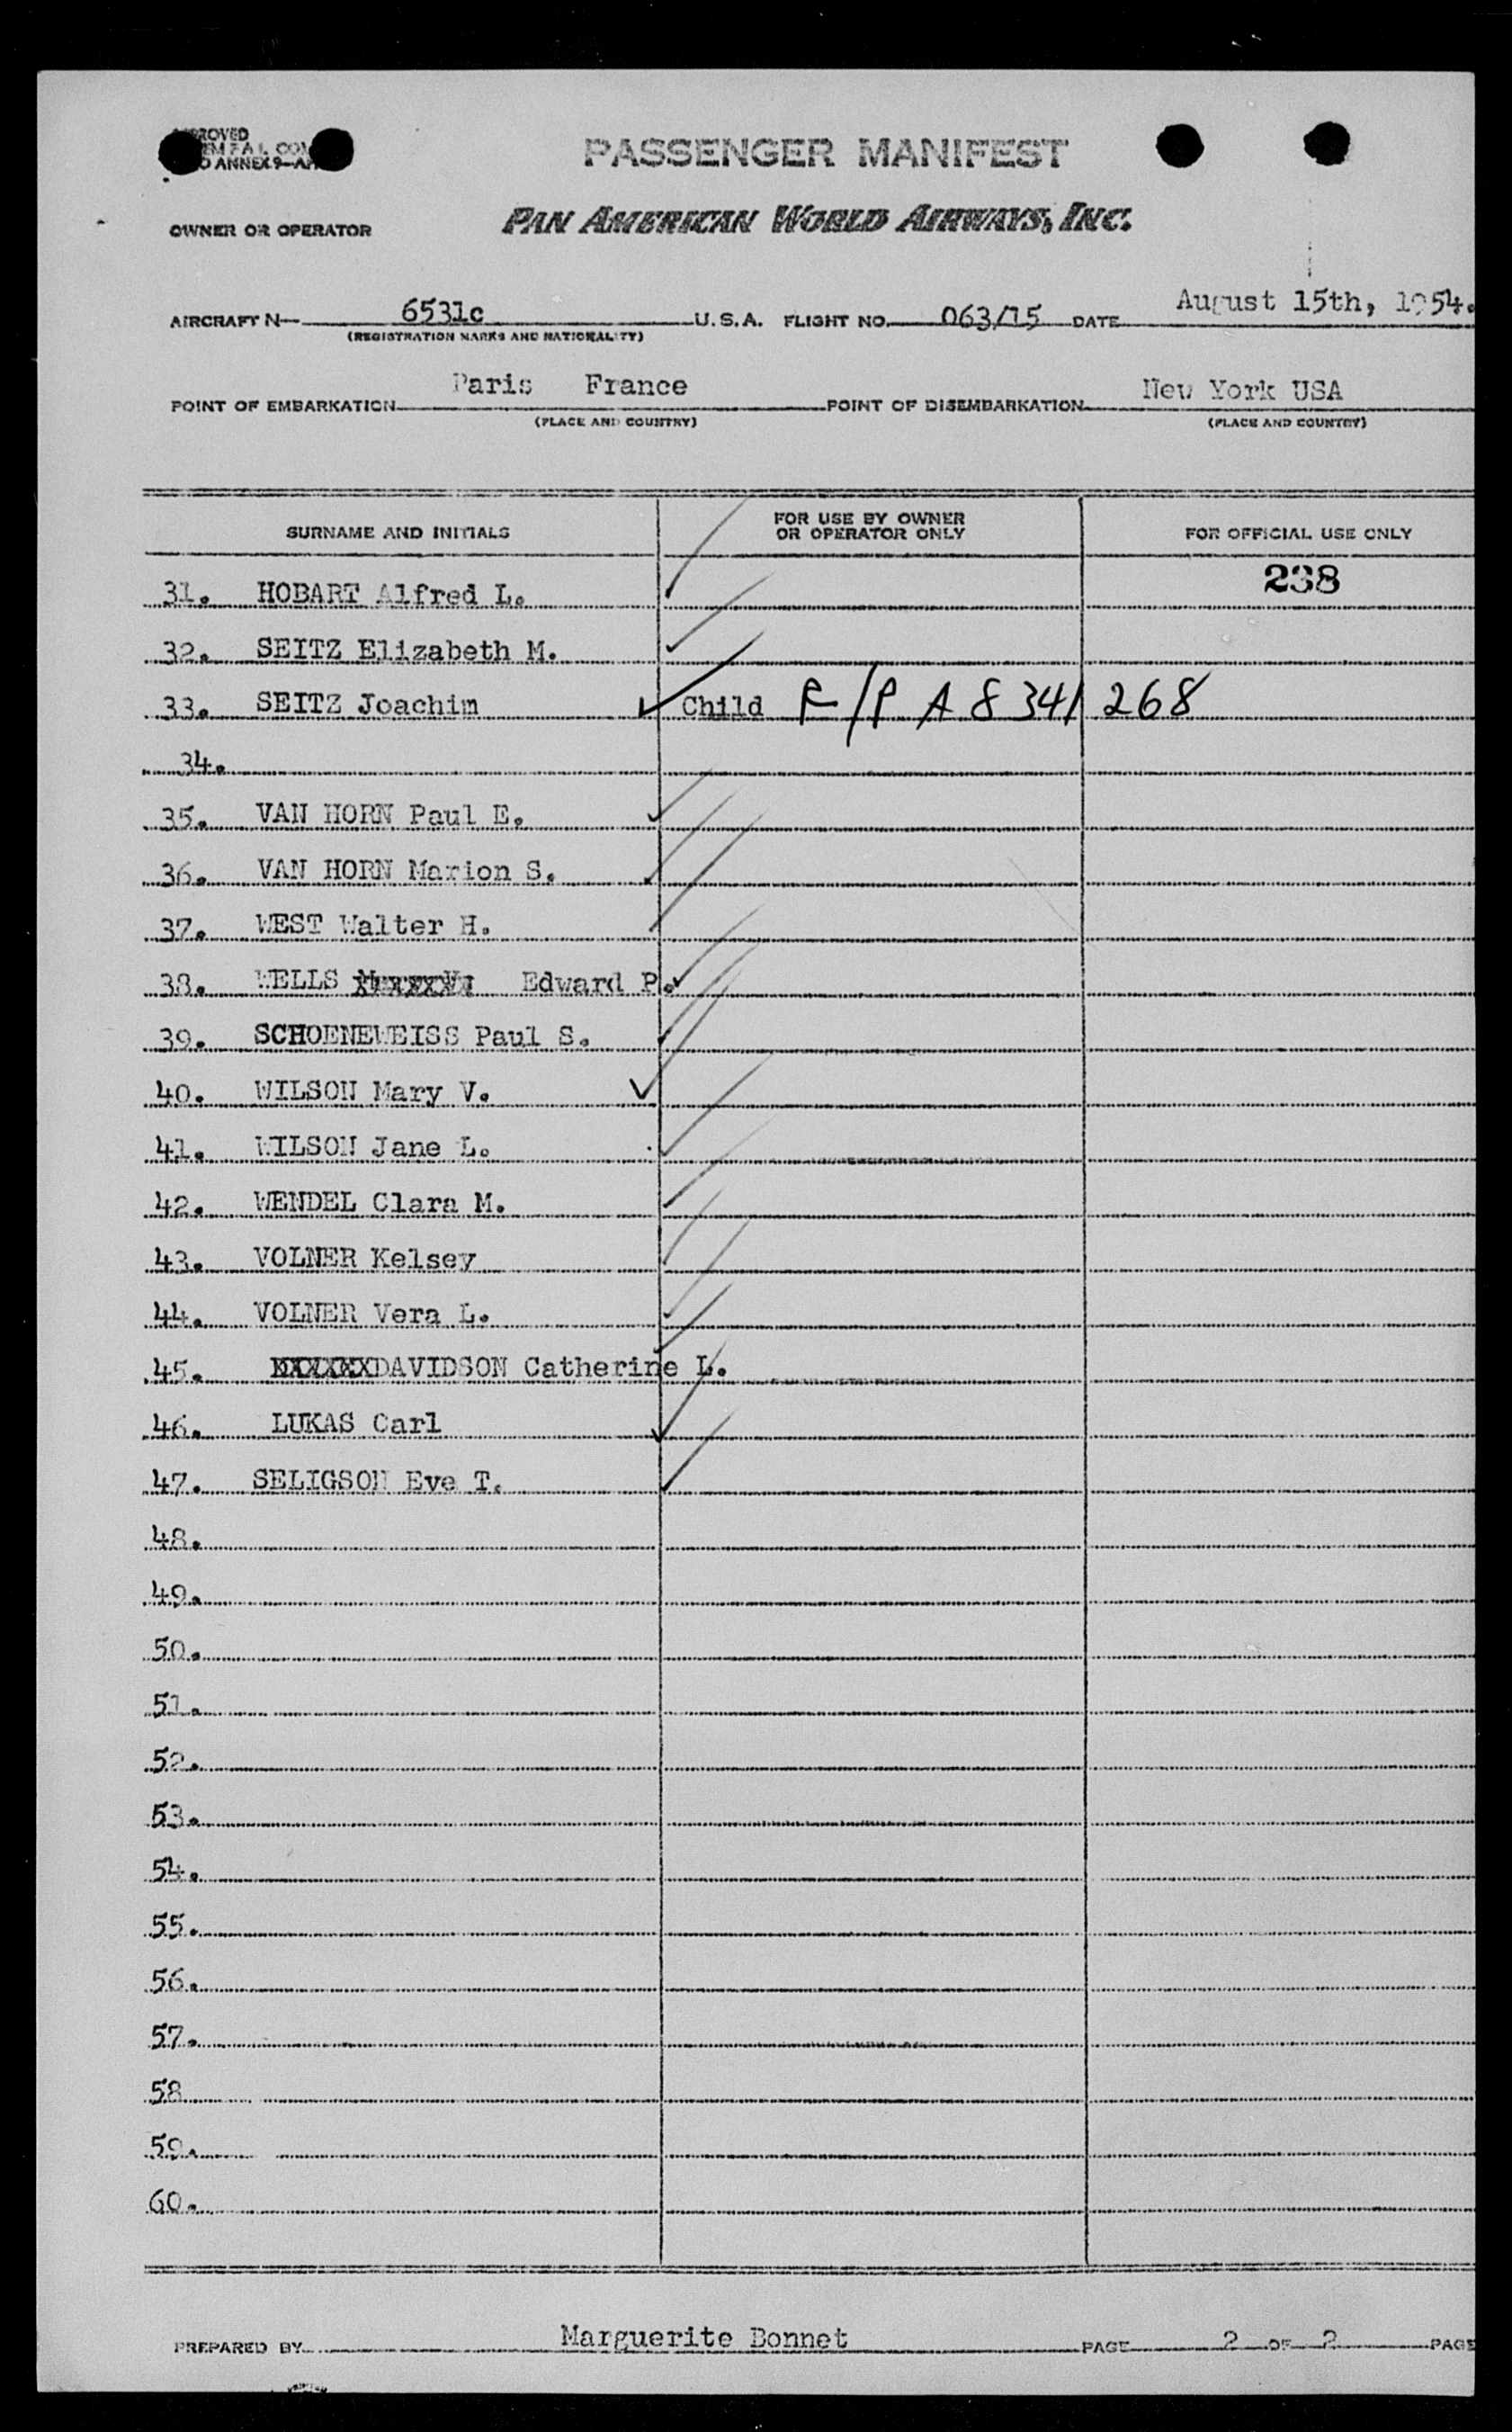 PASSENGER MANIFEST
ANNEX 9
OWNER OR OPERATOR PAN AMERICAN WORLD AIRWAYS, INC.
AIRCRAFT N— 6531c U.S.A. FLIGHT NO. 063/15 DATE August 15th, 1954.
(REGISTRATION MARKS AND NATIONALITY)
POINT OF EMBARKATION Paris France POINT OF DISEMBARKATION New York USA
(PLACE AND COUNTRY) (PLACE AND COUNTRY)
SURNAME AND INITIALS FOR USE BY OWNER OR OPERATOR ONLY FOR OFFICIAL USE ONLY
31. HOBART Alfred L. 238
32. SEITZ Elizabeth M.
33. SEITZ Joachim Child R/P A8 341 268
34.
35. VAN HORN Paul E.
36. VAN HORN Marion S.
37. WEST Walter H.
38. WELLS Edward P.
39. SCHOENEWEISS Paul S.
40. WILSON Mary V.
41. WILSON Jane L.
42. WENDEL Clara M.
43. VOLNER Kelsey
44. VOLNER Vera L.
45. DAVIDSON Catherine L.
46. LUKAS Carl
47. SELIGSON Eve T.
48.
49.
50.
51.
52.
53.
54.
55.
56.
57.
58
59.
60.
PREPARED BY Marguerite Bonnet PAGE 2 OF 2 PAGE